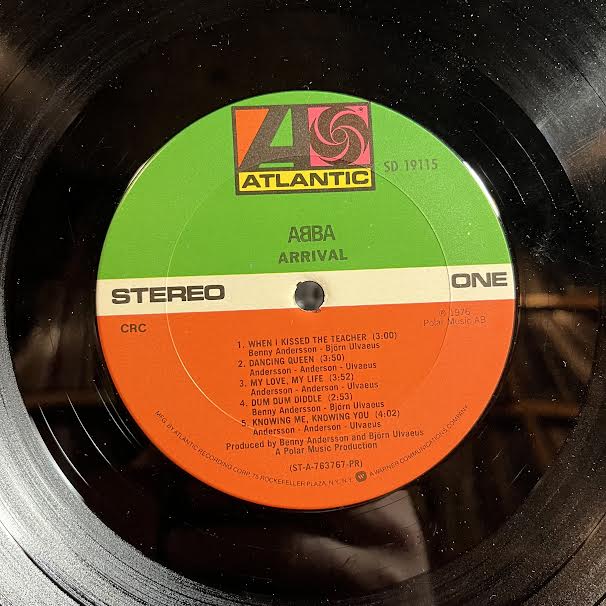 ATLANTIC
SD 19115
ABBA
ARRIVAL
STEREO
ONE
CRC
℗ 1976
Polar Music AB
1. WHEN I KISSED THE TEACHER (3:00)
Benny Andersson - Björn Ulvaeus
2. DANCING QUEEN (3:50)
Andersson - Anderson - Ulvaeus
3. MY LOVE, MY LIFE (3:52)
Andersson - Anderson - Ulvaeus
4. DUM DUM DIDDLE (2:53)
Benny Andersson - Björn Ulvaeus
5. KNOWING ME, KNOWING YOU (4:02)
Andersson - Anderson - Ulvaeus
Produced by Benny Andersson and Björn Ulvaeus
A Polar Music Production
(ST-A-763767-PR)
MFG. BY ATLANTIC RECORDING CORP. 75 ROCKEFELLER PLAZA, N.Y., N.Y. W A WARNER COMMUNICATIONS COMPANY